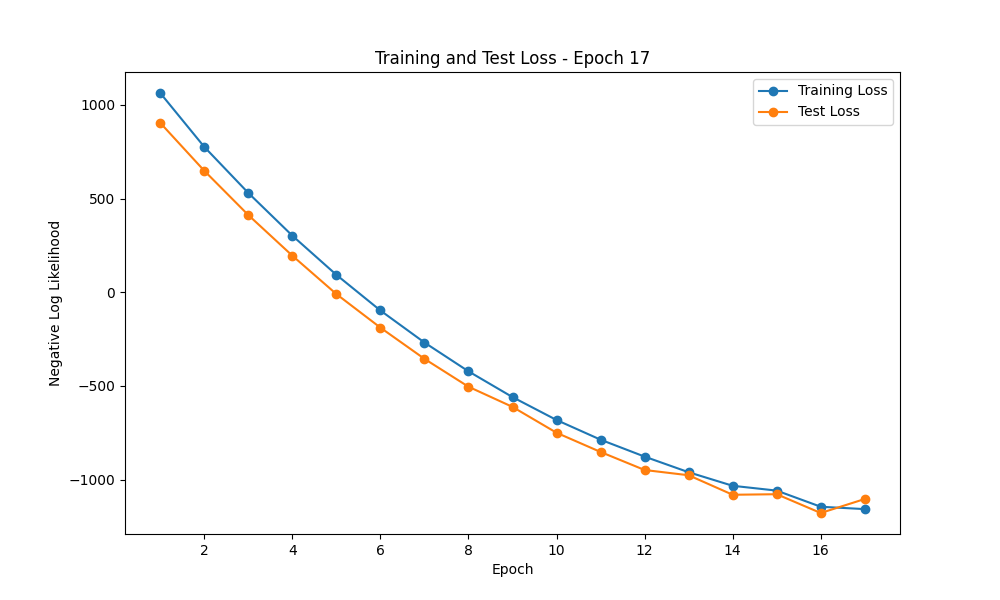 Training and Test Loss - Epoch 17
Training Loss
Test Loss
1000
500
0
−500
−1000
Negative Log Likelihood
2 4 6 8 10 12 14 16
Epoch